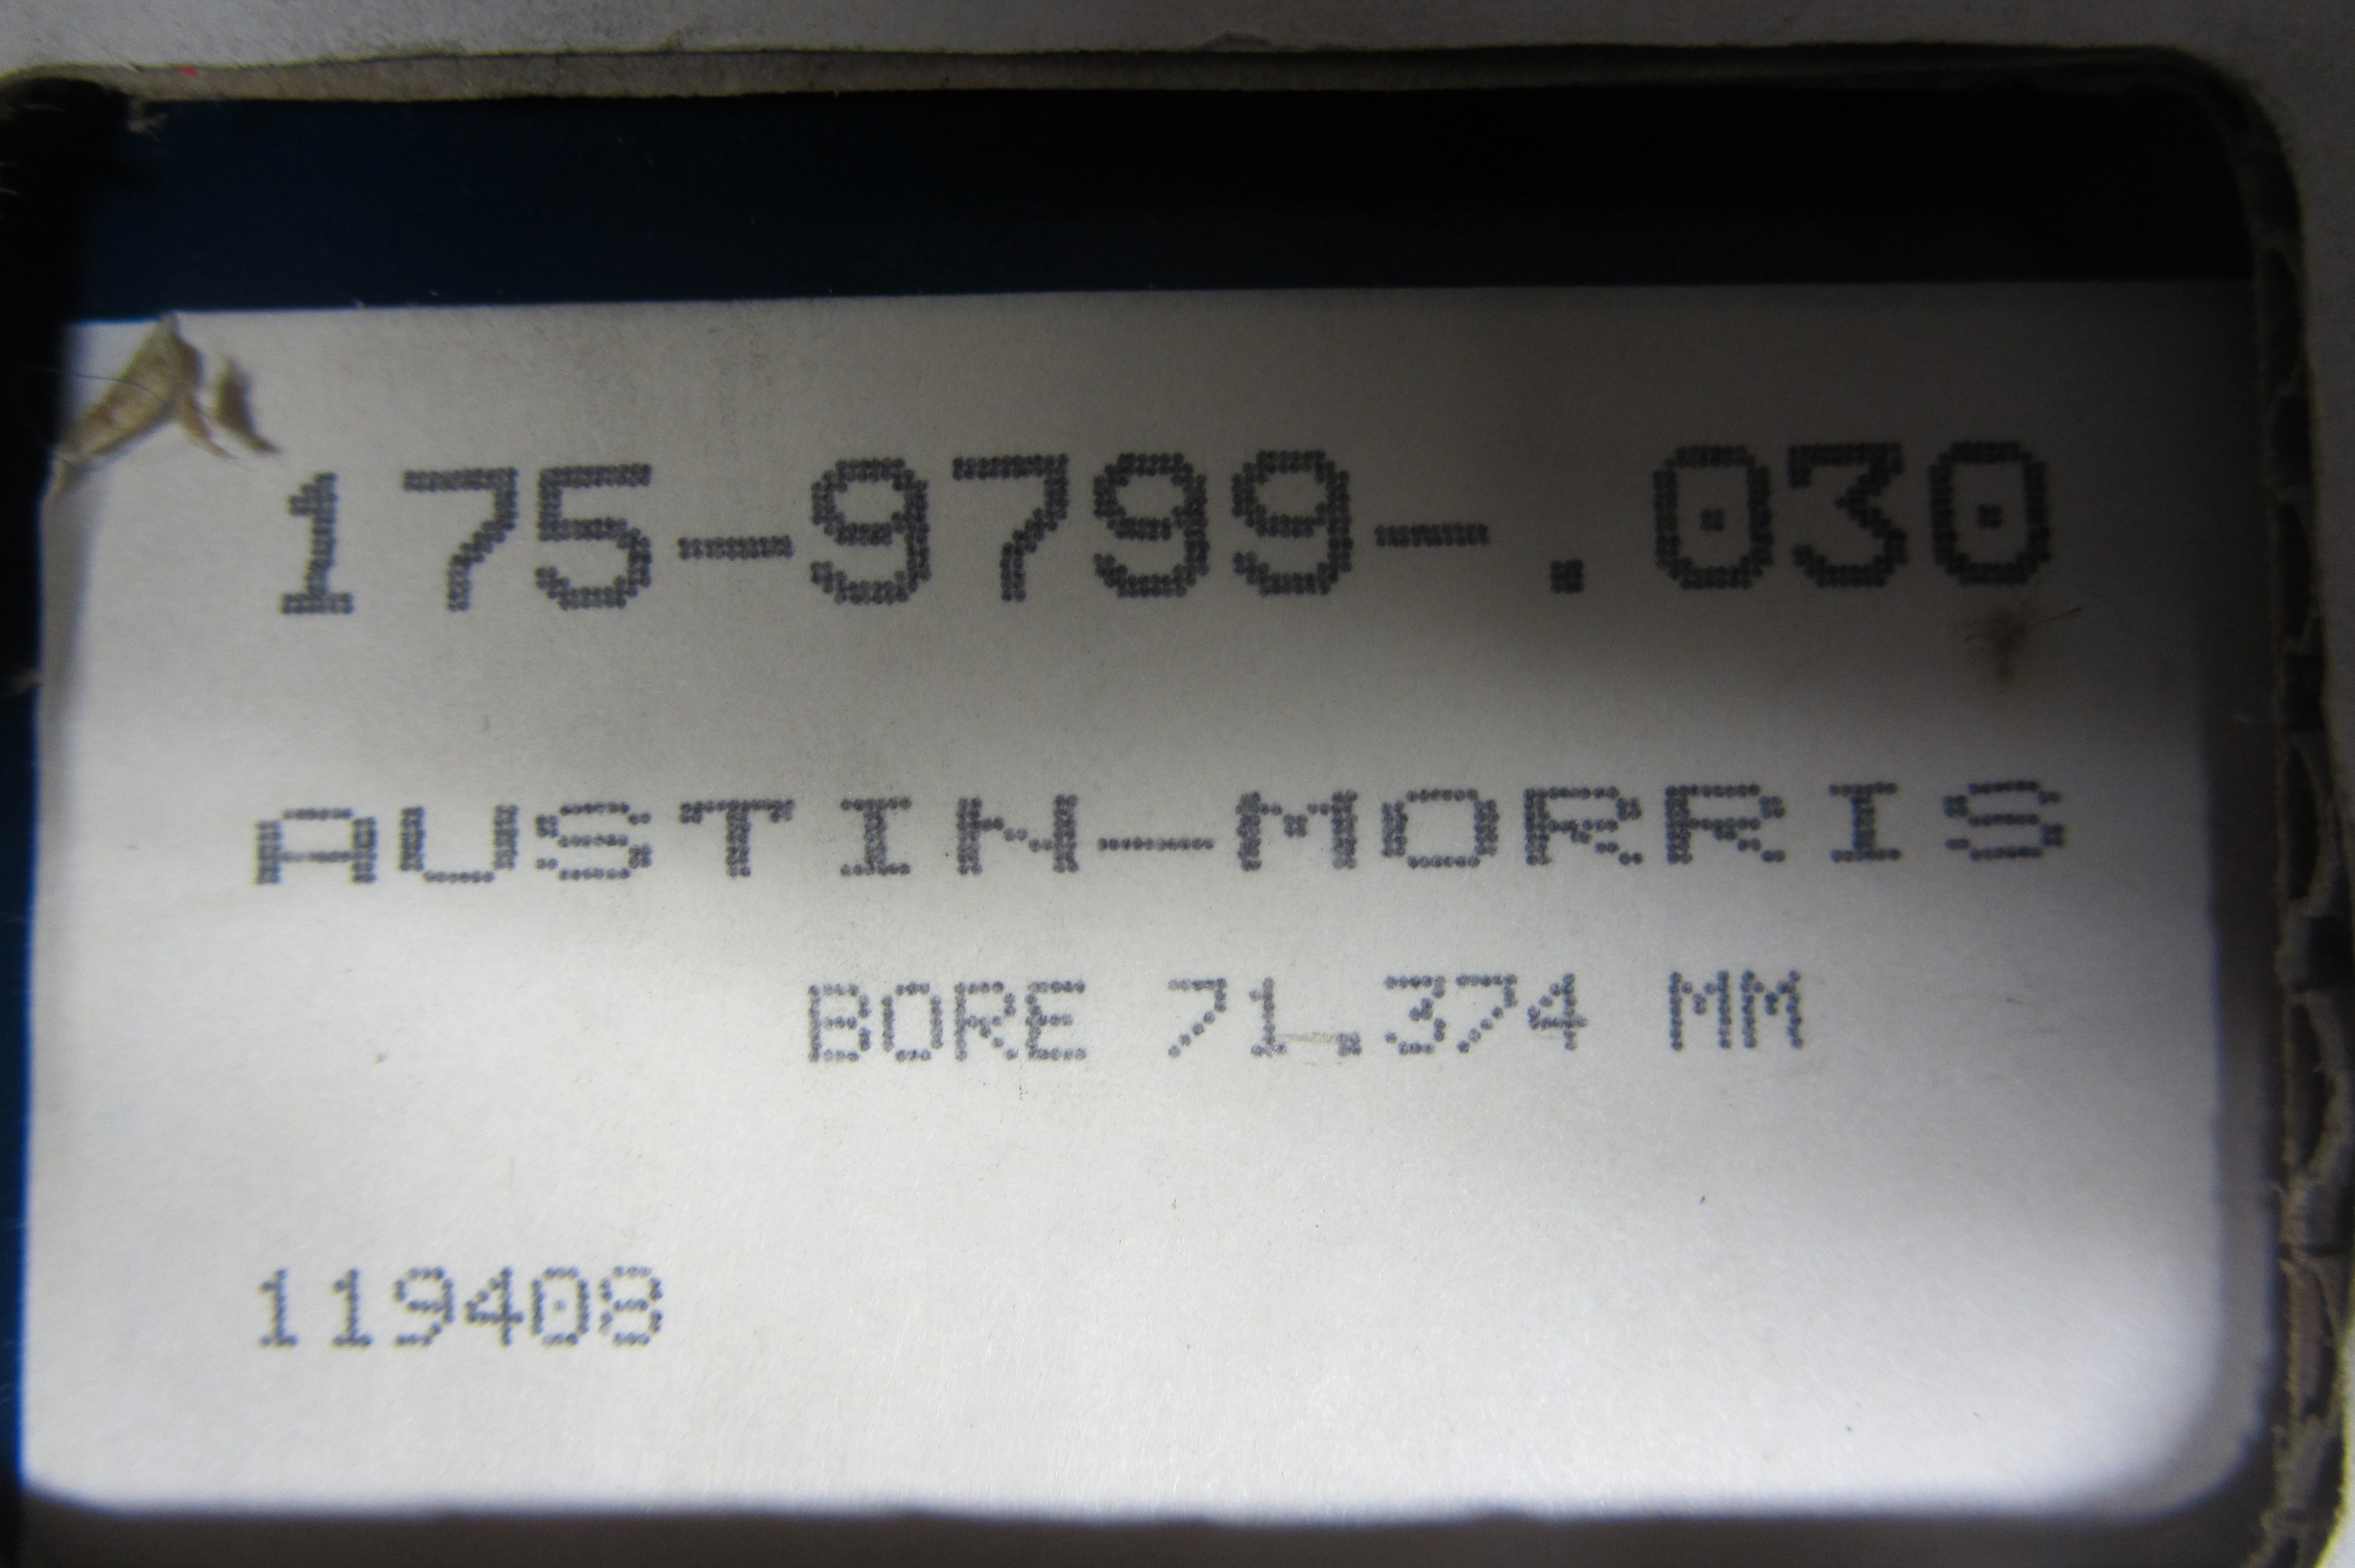 175-9799-.030
AUSTIN-MORRIS
BORE 71.374 MM
119408